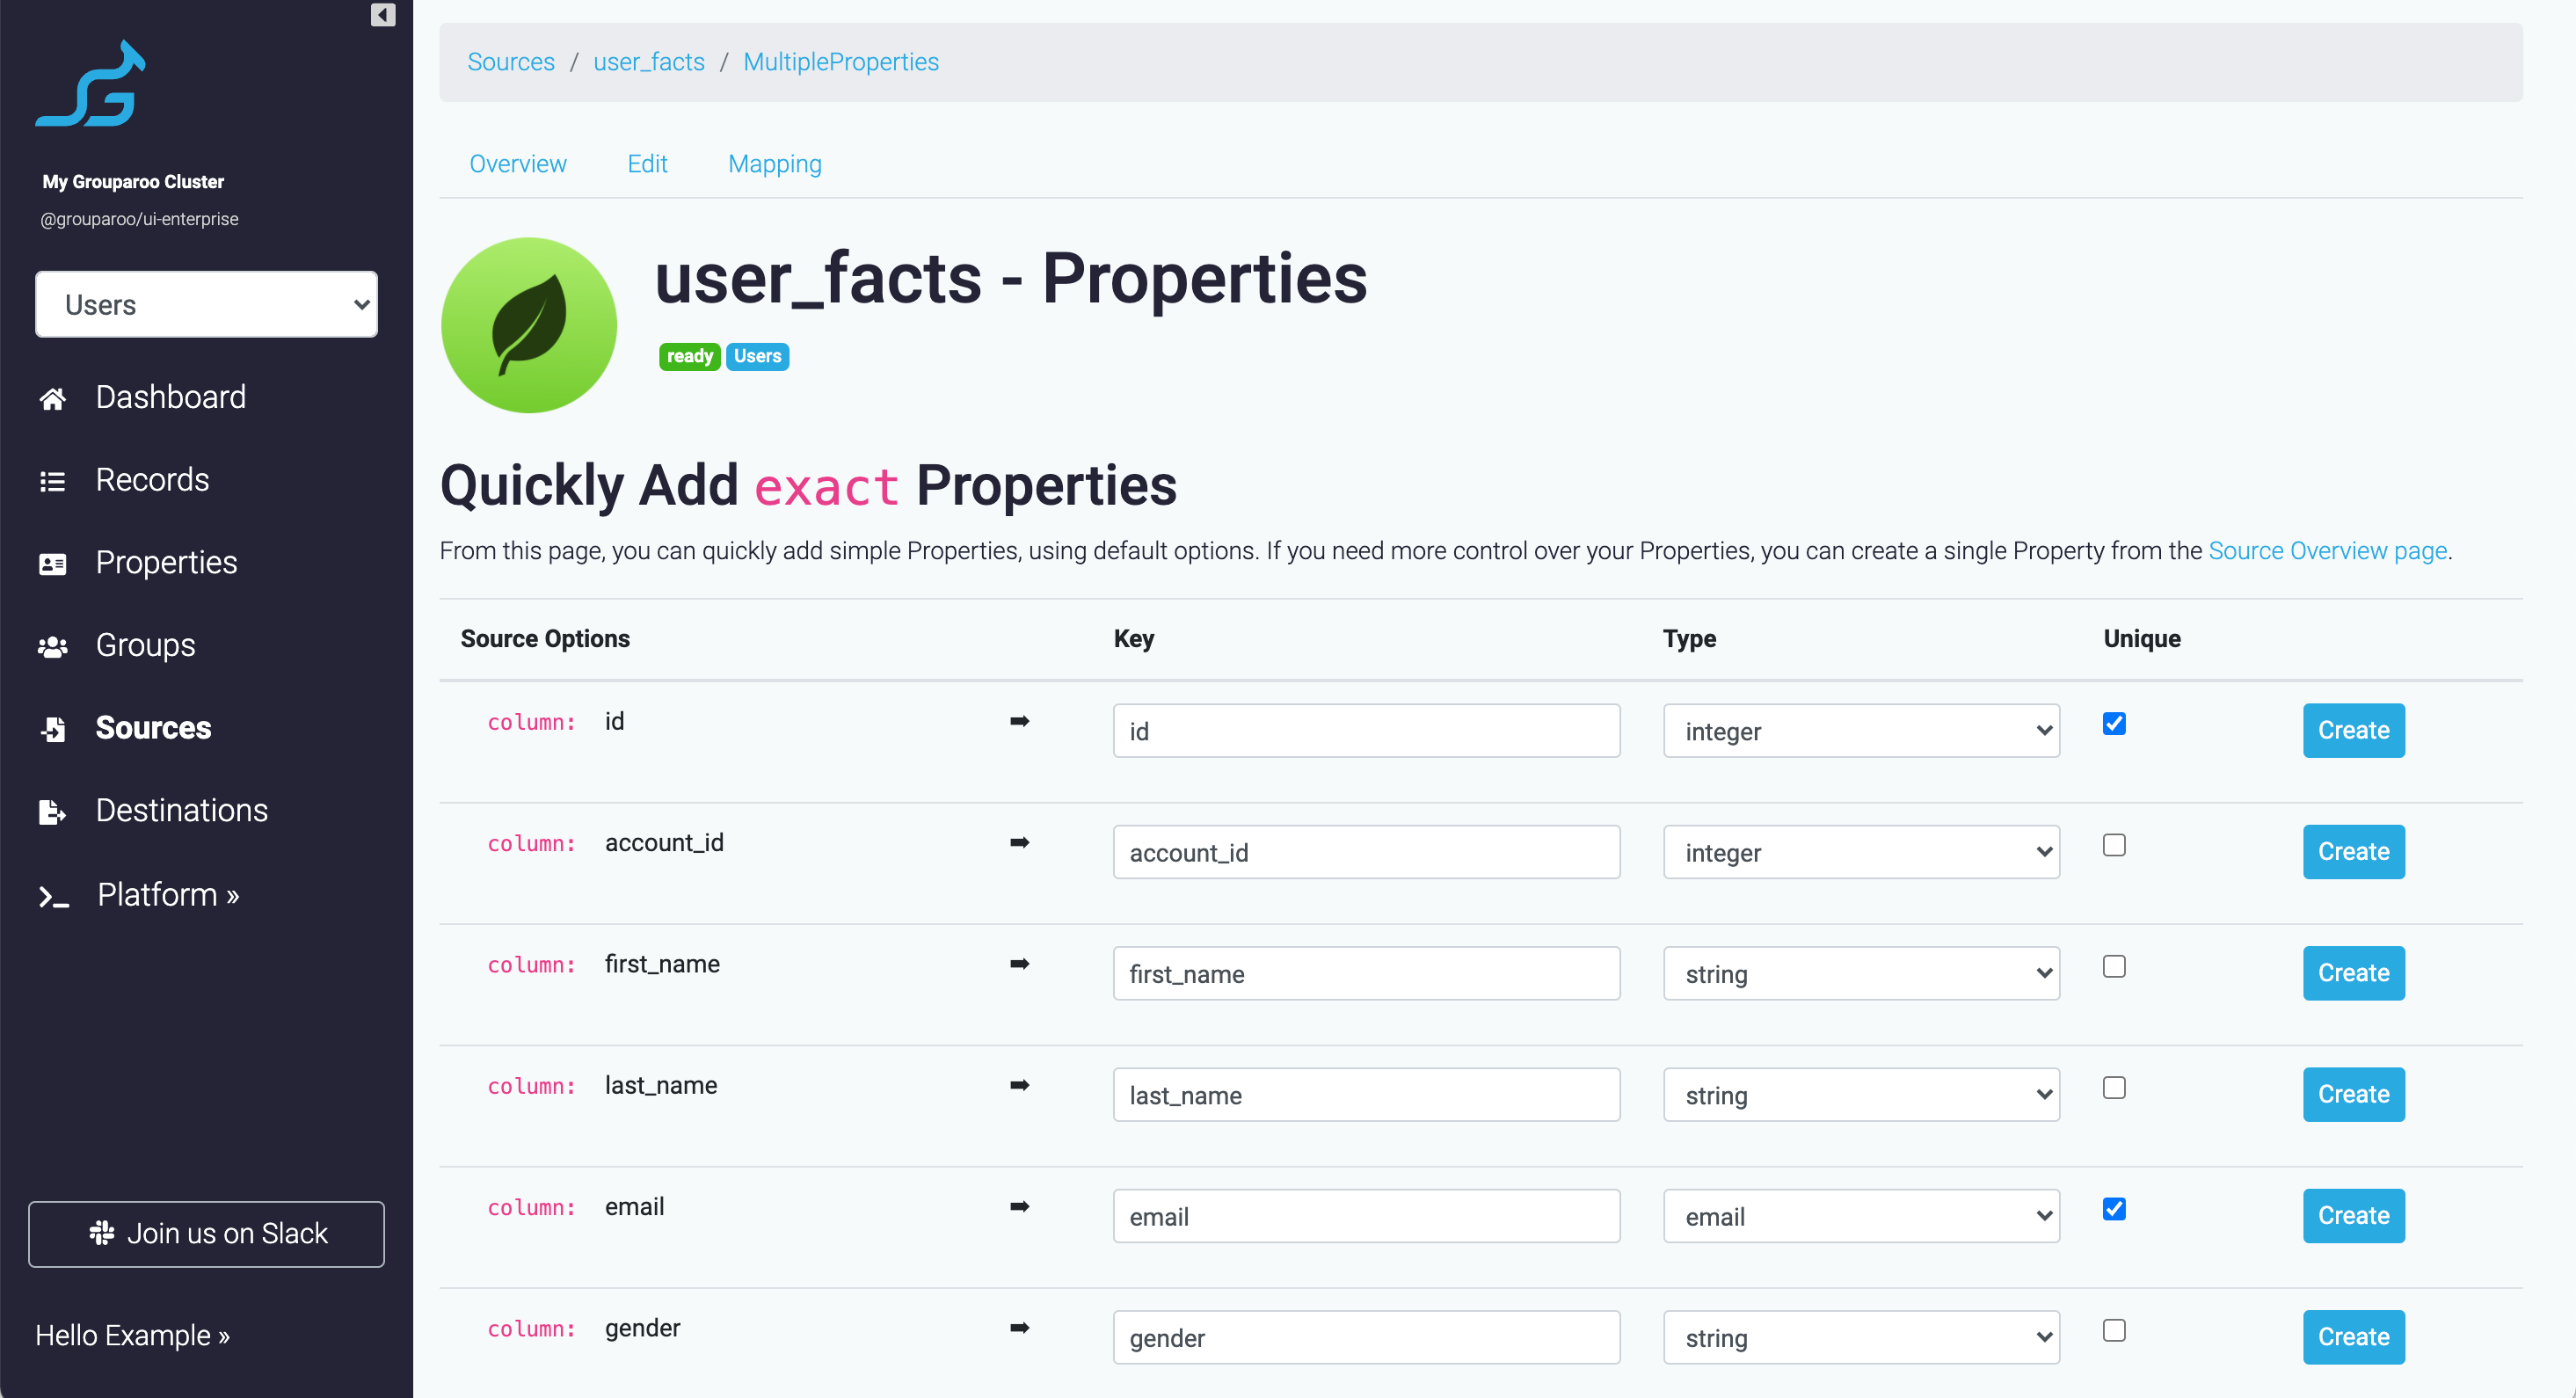 My Grouparoo Cluster
@grouparoo/ui-enterprise
Users
Dashboard
Records
Properties
Groups
Sources
Destinations
Platform »
Join us on Slack
Hello Example »
Sources / user_facts / MultipleProperties
Overview Edit Mapping
user_facts - Properties
ready Users
Quickly Add exact Properties
From this page, you can quickly add simple Properties, using default options. If you need more control over your Properties, you can create a single Property from the Source Overview page.
Source Options Key Type Unique
column: id ➡ id integer Create
column: account_id ➡ account_id integer Create
column: first_name ➡ first_name string Create
column: last_name ➡ last_name string Create
column: email ➡ email email Create
column: gender ➡ gender string Create